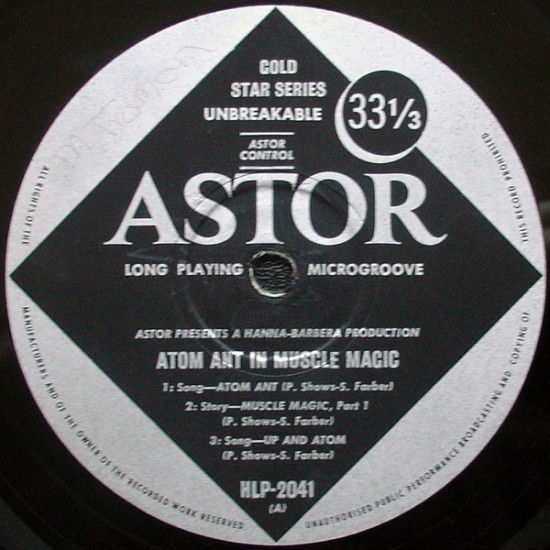 GOLD
STAR SERIES
UNBREAKABLE
33 1/3
ASTOR
CONTROL
ASTOR
LONG PLAYING MICROGROOVE
ASTOR PRESENTS A HANNA-BARBERA PRODUCTION
ATOM ANT IN MUSCLE MAGIC
1: Song—ATOM ANT (P. Shows-S. Farber)
2: Story—MUSCLE MAGIC, Part 1
(P. Shows-S. Farber)
3: Song—UP AND ATOM
(P. Shows-S. Farber)
HLP-2041
(A)
ALL RIGHTS OF THE MANUFACTURERS AND OF THE OWNER OF THE RECORDED WORK RESERVED
UNAUTHORISED PUBLIC PERFORMANCE BROADCASTING AND COPYING OF THIS RECORD PROHIBITED